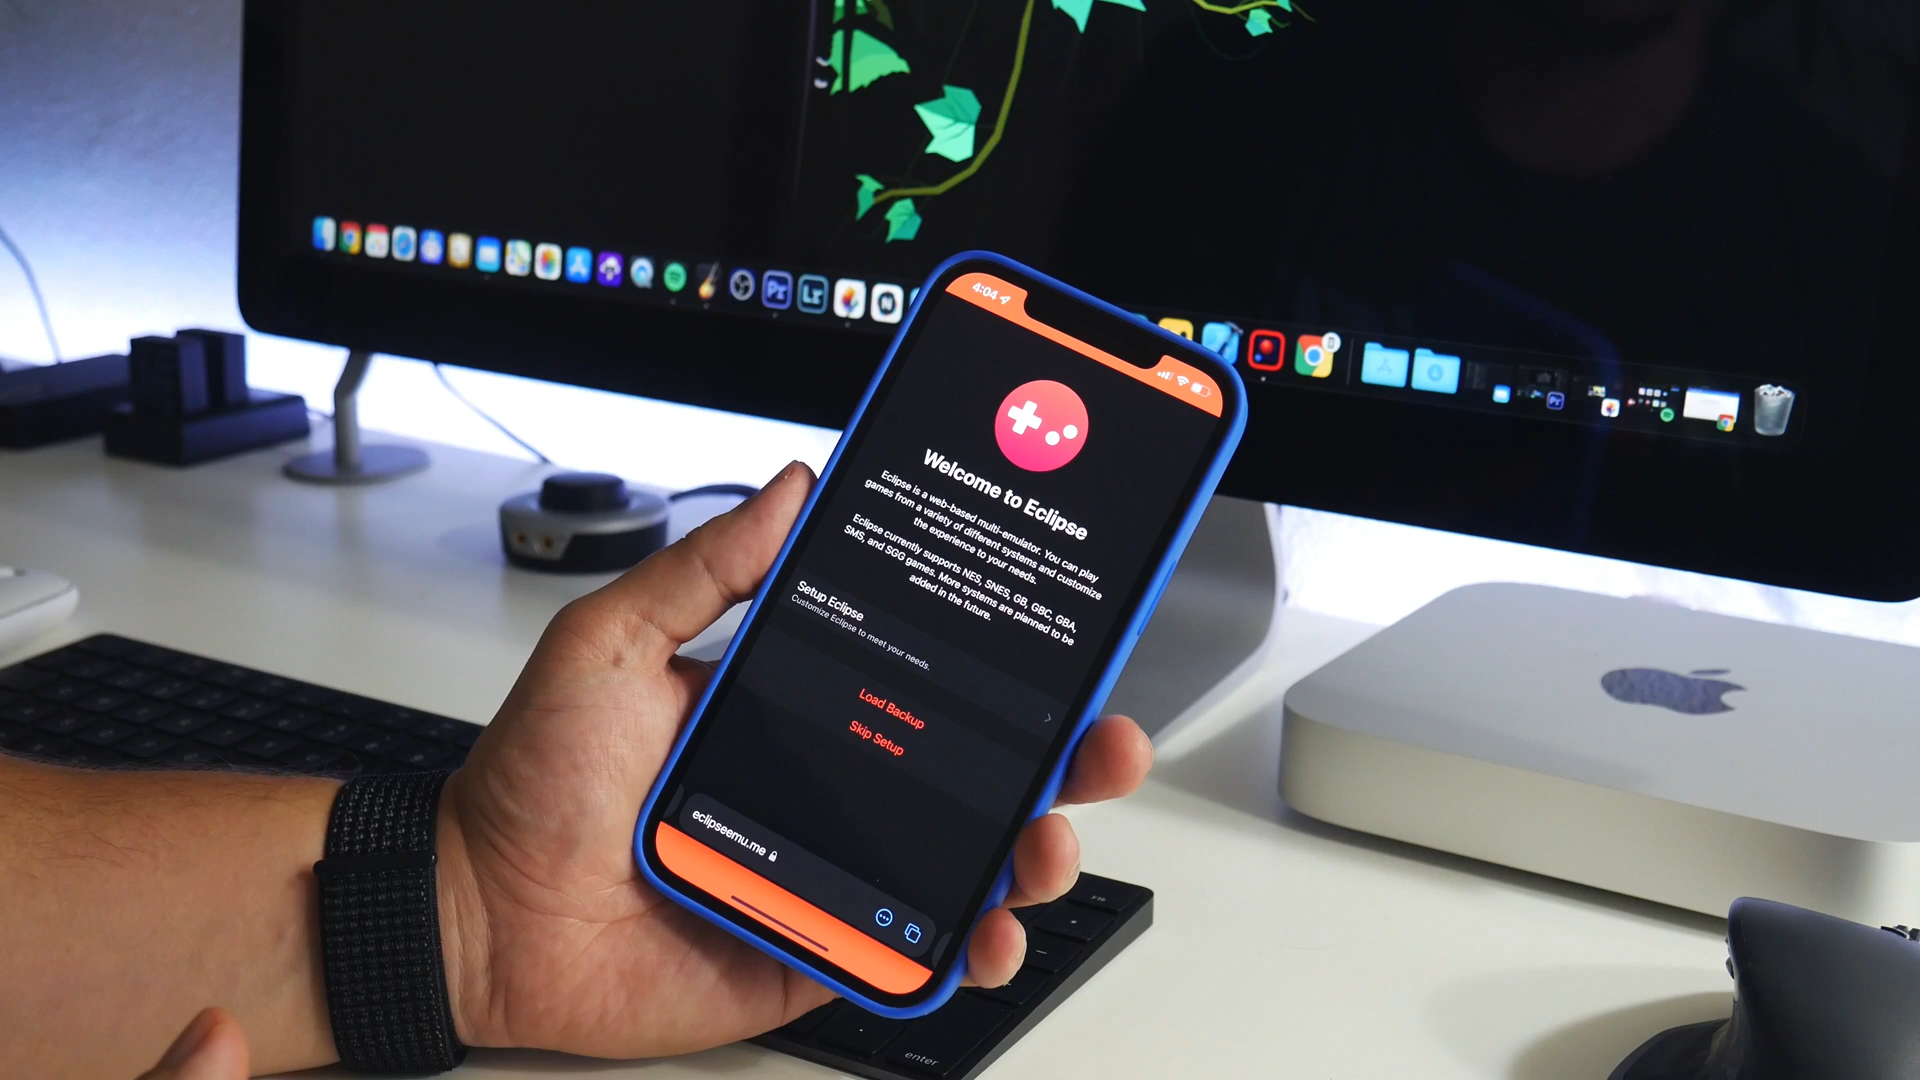 4:04
Welcome to Eclipse
Eclipse is a web-based multi-emulator. You can play
games from a variety of different systems and customize
the experience to your needs.
Eclipse currently supports NES, SNES, GB, GBC, GBA,
SMS, and SGG games. More systems are planned to be
added in the future.
Setup Eclipse
Customize Eclipse to meet your needs.
Load Backup
Skip Setup
eclipseemu.me
Pr
Lr
N
Pr
enter